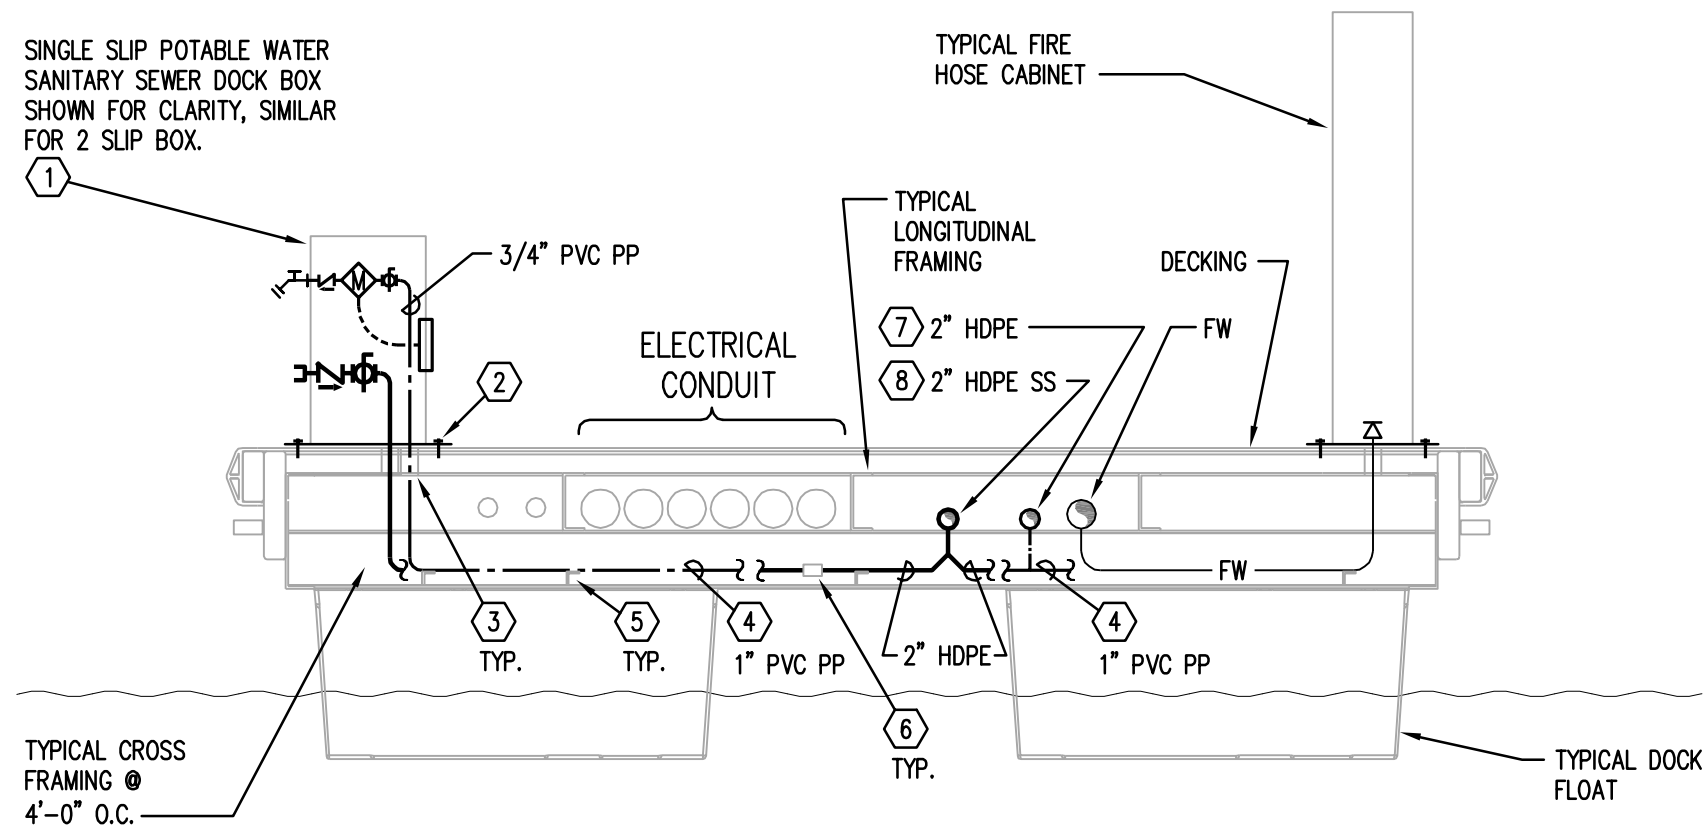 SINGLE SLIP POTABLE WATER
SANITARY SEWER DOCK BOX
SHOWN FOR CLARITY, SIMILAR
FOR 2 SLIP BOX.
1
TYPICAL FIRE
HOSE CABINET
3/4" PVC PP
M
TYPICAL
LONGITUDINAL
FRAMING
DECKING
7 2" HDPE
FW
8 2" HDPE SS
ELECTRICAL
CONDUIT
2
FW
3
TYP.
5
TYP.
4
1" PVC PP
2" HDPE
4
1" PVC PP
6
TYP.
TYPICAL CROSS
FRAMING @
4'-0" O.C.
TYPICAL DOCK
FLOAT